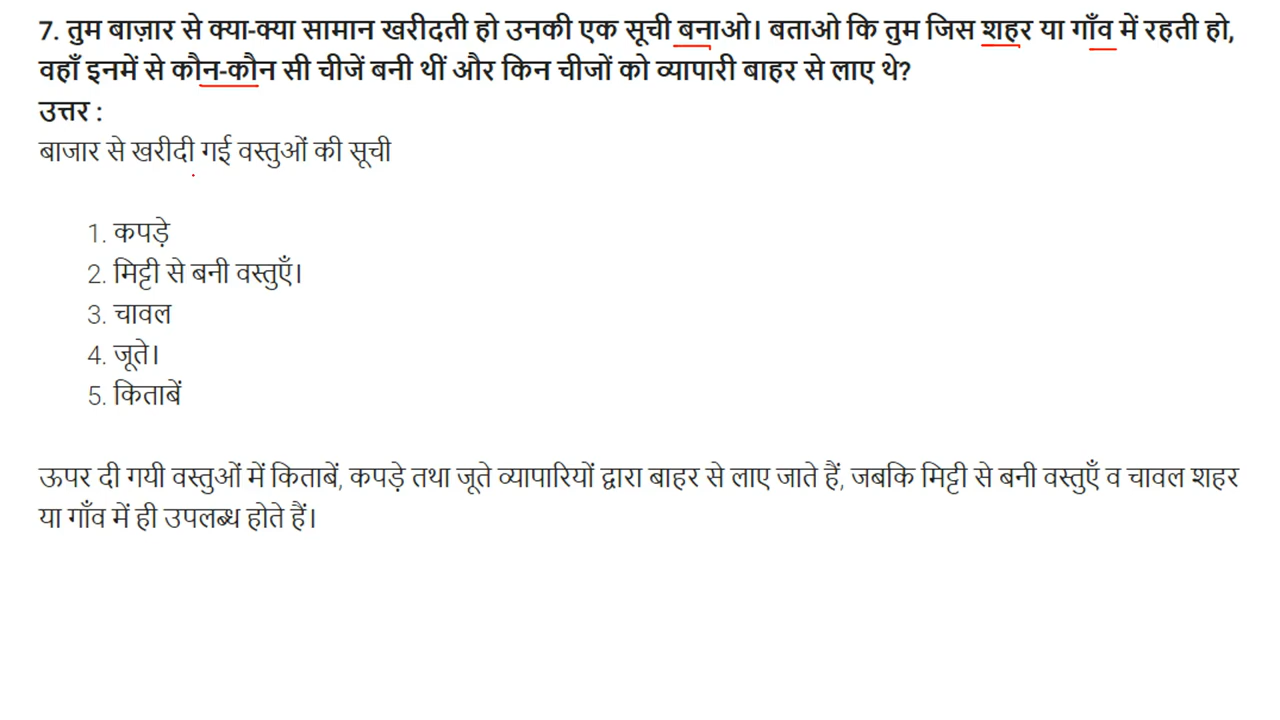 7. तुम बाज़ार से क्या-क्या सामान खरीदती हो उनकी एक सूची बनाओ। बताओ कि तुम जिस शहर या गाँव में रहती हो,
वहाँ इनमें से कौन-कौन सी चीजें बनी थीं और किन चीजों को व्यापारी बाहर से लाए थे?
उत्तर :
बाजार से खरीदी गई वस्तुओं की सूची
1. कपड़े
2. मिट्टी से बनी वस्तुएँ।
3. चावल
4. जूते।
5. किताबें
ऊपर दी गयी वस्तुओं में किताबें, कपड़े तथा जूते व्यापारियों द्वारा बाहर से लाए जाते हैं, जबकि मिट्टी से बनी वस्तुएँ व चावल शहर
या गाँव में ही उपलब्ध होते हैं।